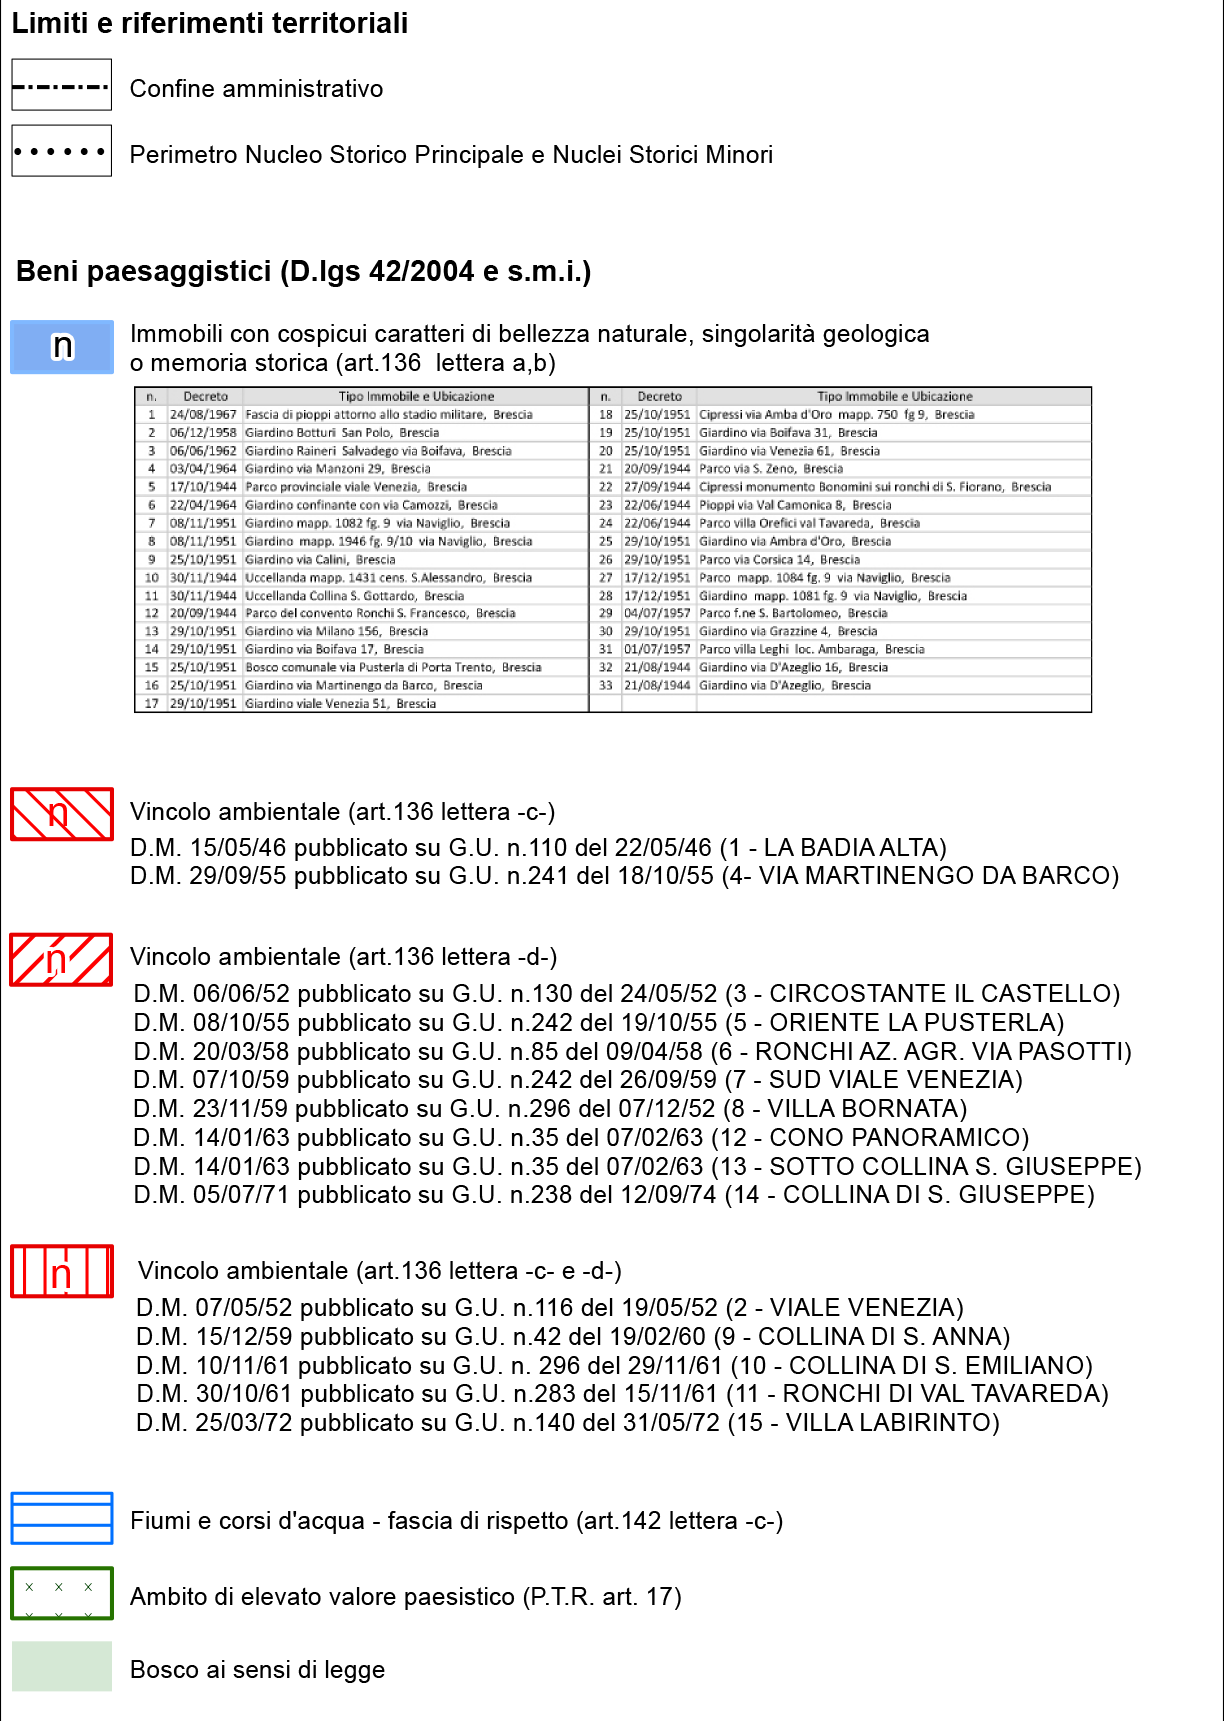 Limiti e riferimenti territoriali
Confine amministrativo
Perimetro Nucleo Storico Principale e Nuclei Storici Minori
Beni paesaggistici (D.lgs 42/2004 e s.m.i.)
n
Immobili con cospicui caratteri di bellezza naturale, singolarità geologica
o memoria storica (art.136 lettera a,b)
n. Decreto Tipo Immobile e Ubicazione n. Decreto Tipo Immobile e Ubicazione
1 24/08/1967 Fascia di pioppi attorno allo stadio militare, Brescia 18 25/10/1951 Cipressi via Amba d'Oro mapp. 750 fg 9, Brescia
2 06/12/1958 Giardino Botturi San Polo, Brescia 19 25/10/1951 Giardino via Boifava 31, Brescia
3 06/06/1962 Giardino Raineri Salvadego via Boifava, Brescia 20 25/10/1951 Giardino via Venezia 61, Brescia
4 03/04/1964 Giardino via Manzoni 29, Brescia 21 20/09/1944 Parco via S. Zeno, Brescia
5 17/10/1944 Parco provinciale viale Venezia, Brescia 22 27/09/1944 Cipressi monumento Bonomini sui ronchi di S. Fiorano, Brescia
6 22/04/1964 Giardino confinante con via Camozzi, Brescia 23 22/06/1944 Pioppi via Val Camonica 8, Brescia
7 08/11/1951 Giardino mapp. 1082 fg. 9 via Naviglio, Brescia 24 22/06/1944 Parco villa Orefici val Tavareda, Brescia
8 08/11/1951 Giardino mapp. 1946 fg. 9/10 via Naviglio, Brescia 25 29/10/1951 Giardino via Ambra d'Oro, Brescia
9 25/10/1951 Giardino via Calini, Brescia 26 29/10/1951 Parco via Corsica 14, Brescia
10 30/11/1944 Uccellanda mapp. 1431 cens. S.Alessandro, Brescia 27 17/12/1951 Parco mapp. 1084 fg. 9 via Naviglio, Brescia
11 30/11/1944 Uccellanda Collina S. Gottardo, Brescia 28 17/12/1951 Giardino mapp. 1081 fg. 9 via Naviglio, Brescia
12 20/09/1944 Parco del convento Ronchi S. Francesco, Brescia 29 04/07/1957 Parco f.ne S. Bartolomeo, Brescia
13 29/10/1951 Giardino via Milano 156, Brescia 30 29/10/1951 Giardino via Grazzine 4, Brescia
14 29/10/1951 Giardino via Boifava 17, Brescia 31 01/07/1957 Parco villa Leghi loc. Ambaraga, Brescia
15 25/10/1951 Bosco comunale via Pusterla di Porta Trento, Brescia 32 21/08/1944 Giardino via D'Azeglio 16, Brescia
16 25/10/1951 Giardino via Martinengo da Barco, Brescia 33 21/08/1944 Giardino via D'Azeglio, Brescia
17 29/10/1951 Giardino viale Venezia 51, Brescia
n
Vincolo ambientale (art.136 lettera -c-)
D.M. 15/05/46 pubblicato su G.U. n.110 del 22/05/46 (1 - LA BADIA ALTA)
D.M. 29/09/55 pubblicato su G.U. n.241 del 18/10/55 (4- VIA MARTINENGO DA BARCO)
n
Vincolo ambientale (art.136 lettera -d-)
D.M. 06/06/52 pubblicato su G.U. n.130 del 24/05/52 (3 - CIRCOSTANTE IL CASTELLO)
D.M. 08/10/55 pubblicato su G.U. n.242 del 19/10/55 (5 - ORIENTE LA PUSTERLA)
D.M. 20/03/58 pubblicato su G.U. n.85 del 09/04/58 (6 - RONCHI AZ. AGR. VIA PASOTTI)
D.M. 07/10/59 pubblicato su G.U. n.242 del 26/09/59 (7 - SUD VIALE VENEZIA)
D.M. 23/11/59 pubblicato su G.U. n.296 del 07/12/52 (8 - VILLA BORNATA)
D.M. 14/01/63 pubblicato su G.U. n.35 del 07/02/63 (12 - CONO PANORAMICO)
D.M. 14/01/63 pubblicato su G.U. n.35 del 07/02/63 (13 - SOTTO COLLINA S. GIUSEPPE)
D.M. 05/07/71 pubblicato su G.U. n.238 del 12/09/74 (14 - COLLINA DI S. GIUSEPPE)
n
Vincolo ambientale (art.136 lettera -c- e -d-)
D.M. 07/05/52 pubblicato su G.U. n.116 del 19/05/52 (2 - VIALE VENEZIA)
D.M. 15/12/59 pubblicato su G.U. n.42 del 19/02/60 (9 - COLLINA DI S. ANNA)
D.M. 10/11/61 pubblicato su G.U. n. 296 del 29/11/61 (10 - COLLINA DI S. EMILIANO)
D.M. 30/10/61 pubblicato su G.U. n.283 del 15/11/61 (11 - RONCHI DI VAL TAVAREDA)
D.M. 25/03/72 pubblicato su G.U. n.140 del 31/05/72 (15 - VILLA LABIRINTO)
Fiumi e corsi d'acqua - fascia di rispetto (art.142 lettera -c-)
Ambito di elevato valore paesistico (P.T.R. art. 17)
Bosco ai sensi di legge